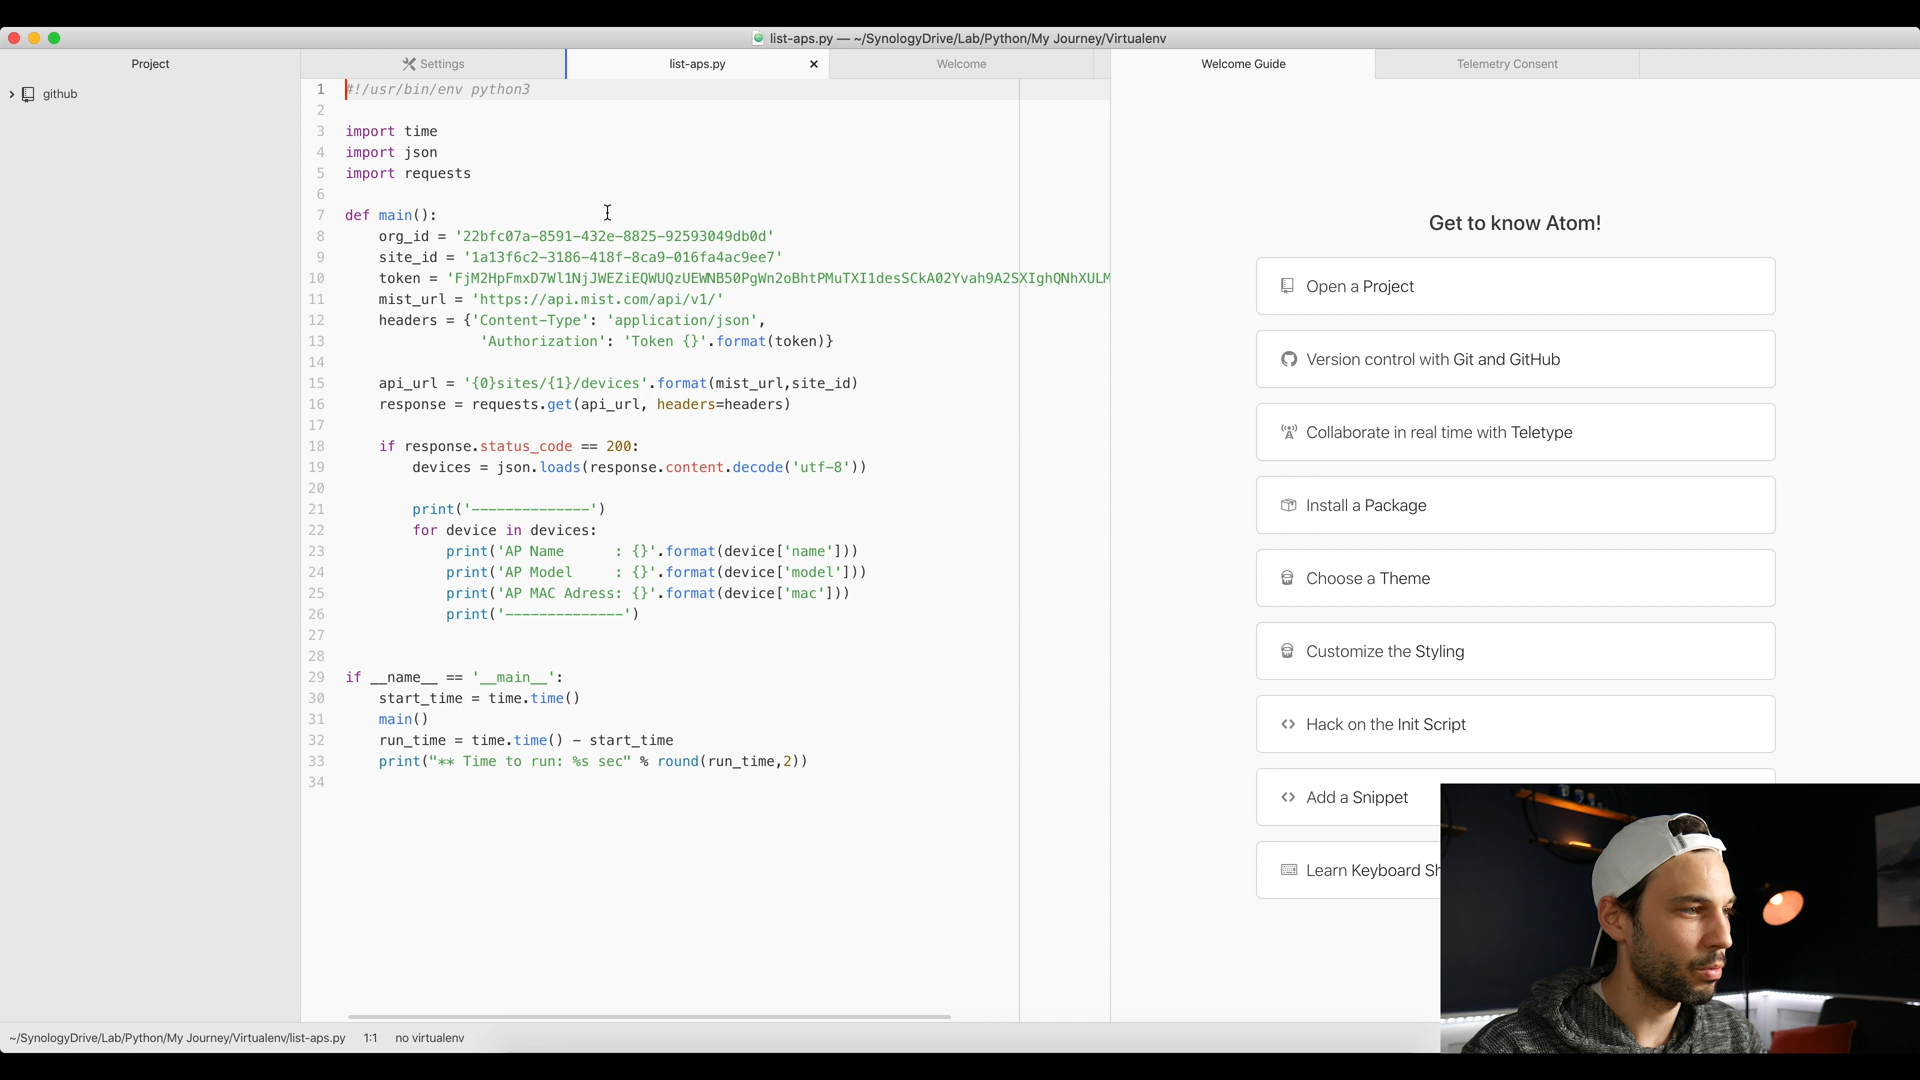 list-aps.py — ~/SynologyDrive/Lab/Python/My Journey/Virtualenv
Project
Settings
list-aps.py
Welcome
Welcome Guide
Telemetry Consent
github
1 #!/usr/bin/env python3
2
3 import time
4 import json
5 import requests
6
7 def main():
8 org_id = '22bfc07a-8591-432e-8825-92593049db0d'
9 site_id = '1a13f6c2-3186-418f-8ca9-016fa4ac9ee7'
10 token = 'FjM2HpFmxD7Wl1NjJWEZiEQWUQzUEWNB50PgWn2oBhtPMuTXI1desSCkA02Yvah9A2SXIghQNhXULM
11 mist_url = 'https://api.mist.com/api/v1/'
12 headers = {'Content-Type': 'application/json',
13 'Authorization': 'Token {}'.format(token)}
14
15 api_url = '{0}sites/{1}/devices'.format(mist_url,site_id)
16 response = requests.get(api_url, headers=headers)
17
18 if response.status_code == 200:
19 devices = json.loads(response.content.decode('utf-8'))
20
21 print('--------------')
22 for device in devices:
23 print('AP Name      : {}'.format(device['name']))
24 print('AP Model     : {}'.format(device['model']))
25 print('AP MAC Adress: {}'.format(device['mac']))
26 print('--------------')
27
28
29 if __name__ == '__main__':
30 start_time = time.time()
31 main()
32 run_time = time.time() - start_time
33 print("** Time to run: %s sec" % round(run_time,2))
34
Get to know Atom!
Open a Project
Version control with Git and GitHub
Collaborate in real time with Teletype
Install a Package
Choose a Theme
Customize the Styling
Hack on the Init Script
Add a Snippet
Learn Keyboard Sh
~/SynologyDrive/Lab/Python/My Journey/Virtualenv/list-aps.py 1:1 no virtualenv